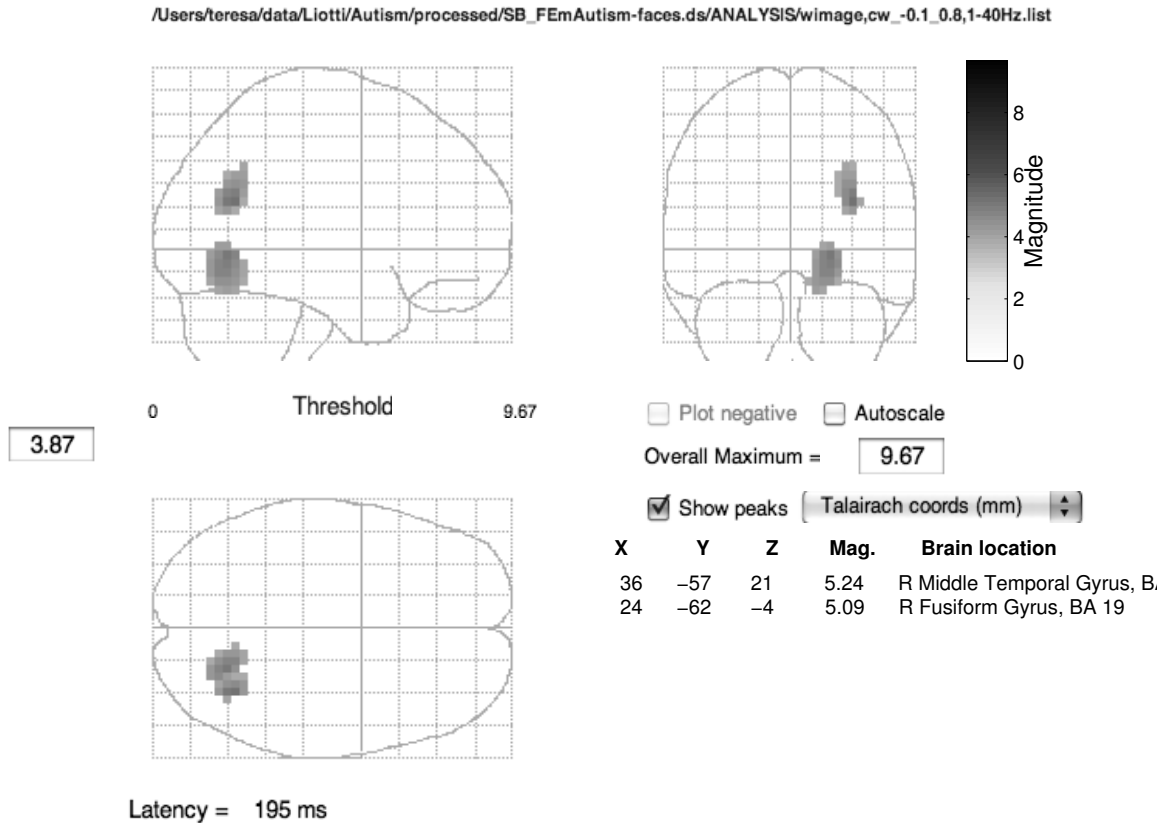 /Users/teresa/data/Liotti/Autism/processed/SB_FEmAutism-faces.ds/ANALYSIS/wimage,cw_-0.1_0.8,1-40Hz.list
8
6
4
2
0
Magnitude
0 Threshold 9.67
3.87
Plot negative Autoscale
Overall Maximum = 9.67
Show peaks Talairach coords (mm)
X Y Z Mag. Brain location
36 −57 21 5.24 R Middle Temporal Gyrus,
24 −62 −4 5.09 R Fusiform Gyrus, BA 19
Latency = 195 ms